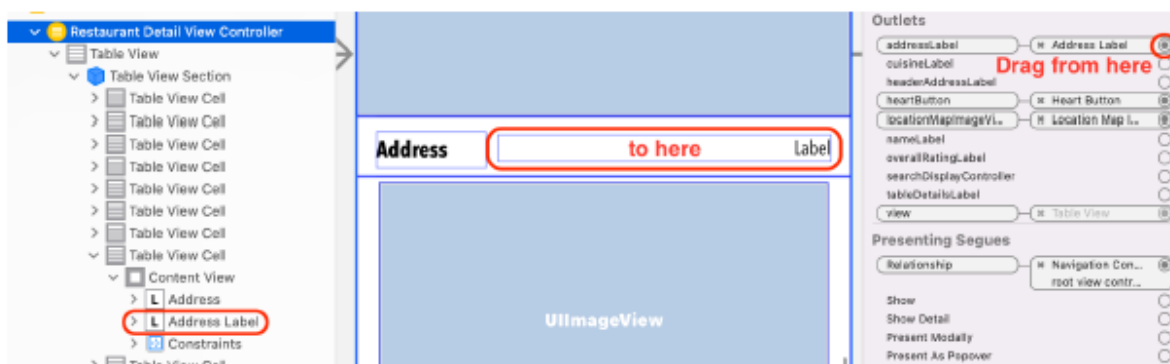 Restaurant Detail View Controller
Table View
Table View Section
Table View Cell
Table View Cell
Table View Cell
Table View Cell
Table View Cell
Table View Cell
Table View Cell
Table View Cell
Content View
L Address
L Address Label
Constraints
Table View Cell
Address
to here
Label
UIImageView
Outlets
addressLabel
Address Label
cuisineLabel
Drag from here
headerAddressLabel
heartButton
Heart Button
locationMapImageVi...
Location Map I...
nameLabel
overallRatingLabel
searchDisplayController
tableDetailsLabel
view
Table View
Presenting Segues
Relationship
Navigation Con...
root view contr...
Show
Show Detail
Present Modally
Present As Popover